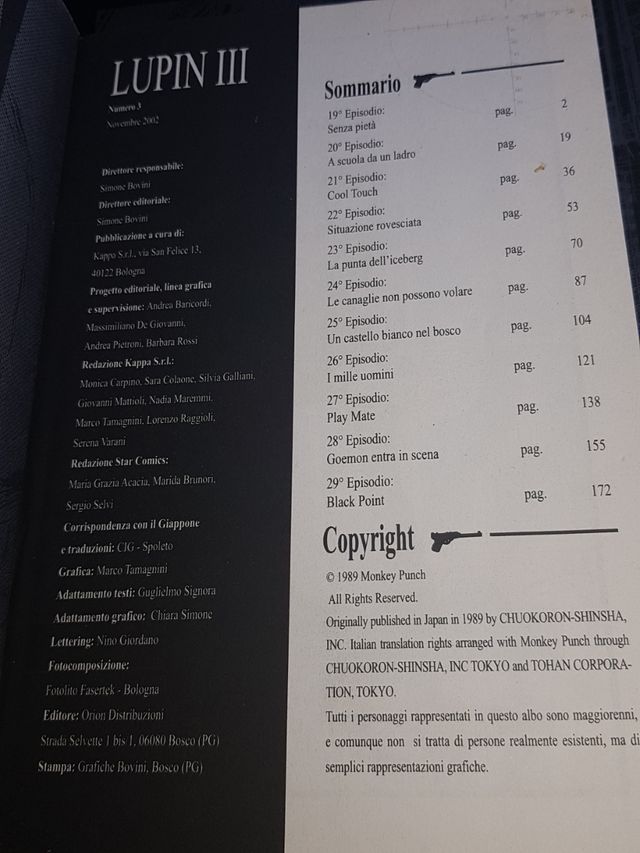 LUPIN III
Numero 3
Novembre 2002
Direttore responsabile:
Simone Bovini
Direttore editoriale:
Simone Bovini
Pubblicazione a cura di:
Kappa S.r.l., via San Felice 13,
40122 Bologna
Progetto editoriale, linea grafica
e supervisione: Andrea Baricordi,
Massimiliano De Giovanni,
Andrea Pietroni, Barbara Rossi
Redazione Kappa S.r.l.:
Monica Carpino, Sara Colaone, Silvia Galliani,
Giovanni Mattioli, Nadia Maremmi,
Marco Tamagnini, Lorenzo Raggioli,
Serena Varani
Redazione Star Comics:
Maria Grazia Acacia, Marida Brunori,
Sergio Selvi
Corrispondenza con il Giappone
e traduzioni: CIG - Spoleto
Grafica: Marco Tamagnini
Adattamento testi: Guglielmo Signora
Adattamento grafico: Chiara Simone
Lettering: Nino Giordano
Fotocomposizione:
Fotolito Fasertek - Bologna
Editore: Orion Distribuzioni
Strada Selvette 1 bis/1, 06080 Bosco (PG)
Stampa: Grafiche Bovini, Bosco (PG)
Sommario
19° Episodio:
Senza pietà pag. 2
20° Episodio:
A scuola da un ladro pag. 19
21° Episodio:
Cool Touch pag. 36
22° Episodio:
Situazione rovesciata pag. 53
23° Episodio:
La punta dell'iceberg pag. 70
24° Episodio:
Le canaglie non possono volare pag. 87
25° Episodio:
Un castello bianco nel bosco pag. 104
26° Episodio:
I mille uomini pag. 121
27° Episodio:
Play Mate pag. 138
28° Episodio:
Goemon entra in scena pag. 155
29° Episodio:
Black Point pag. 172
Copyright
© 1989 Monkey Punch
All Rights Reserved.
Originally published in Japan in 1989 by CHUOKORON-SHINSHA,
INC. Italian translation rights arranged with Monkey Punch through
CHUOKORON-SHINSHA, INC TOKYO and TOHAN CORPORA-
TION, TOKYO.
Tutti i personaggi rappresentati in questo albo sono maggiorenni,
e comunque non si tratta di persone realmente esistenti, ma di
semplici rappresentazioni grafiche.